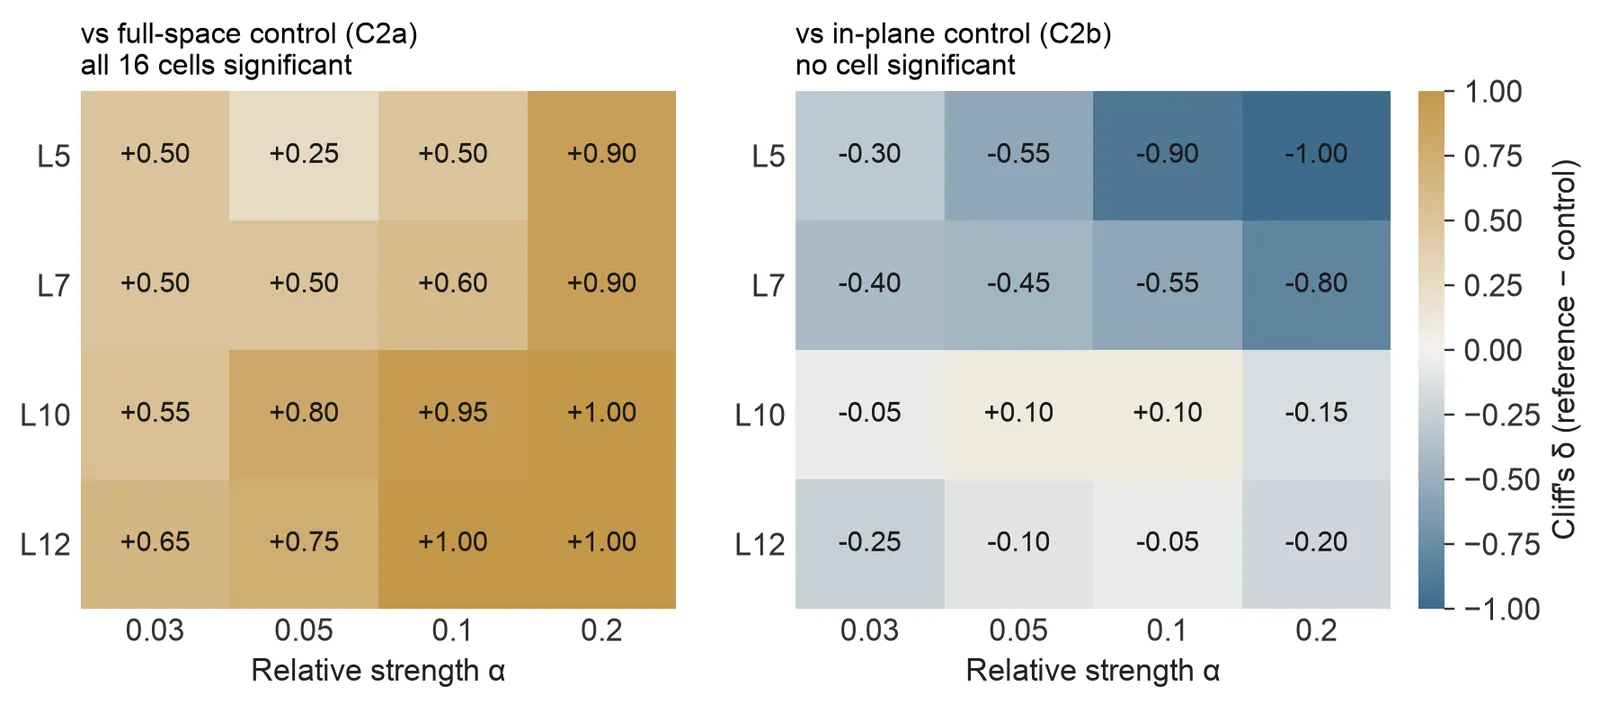 vs full-space control (C2a)
all 16 cells significant
L5 +0.50 +0.25 +0.50 +0.90
L7 +0.50 +0.50 +0.60 +0.90
L10 +0.55 +0.80 +0.95 +1.00
L12 +0.65 +0.75 +1.00 +1.00
0.03 0.05 0.1 0.2
Relative strength α
vs in-plane control (C2b)
no cell significant
L5 -0.30 -0.55 -0.90 -1.00
L7 -0.40 -0.45 -0.55 -0.80
L10 -0.05 +0.10 +0.10 -0.15
L12 -0.25 -0.10 -0.05 -0.20
0.03 0.05 0.1 0.2
Relative strength α
1.00
0.75
0.50
0.25
0.00
−0.25
−0.50
−0.75
−1.00
Cliff's δ (reference − control)